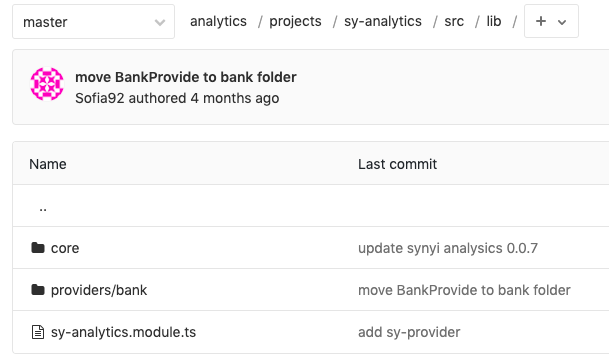 master analytics / projects / sy-analytics / src / lib / +
move BankProvide to bank folder
Sofia92 authored 4 months ago
Name Last commit
..
core update synyi analysics 0.0.7
providers/bank move BankProvide to bank folder
sy-analytics.module.ts add sy-provider